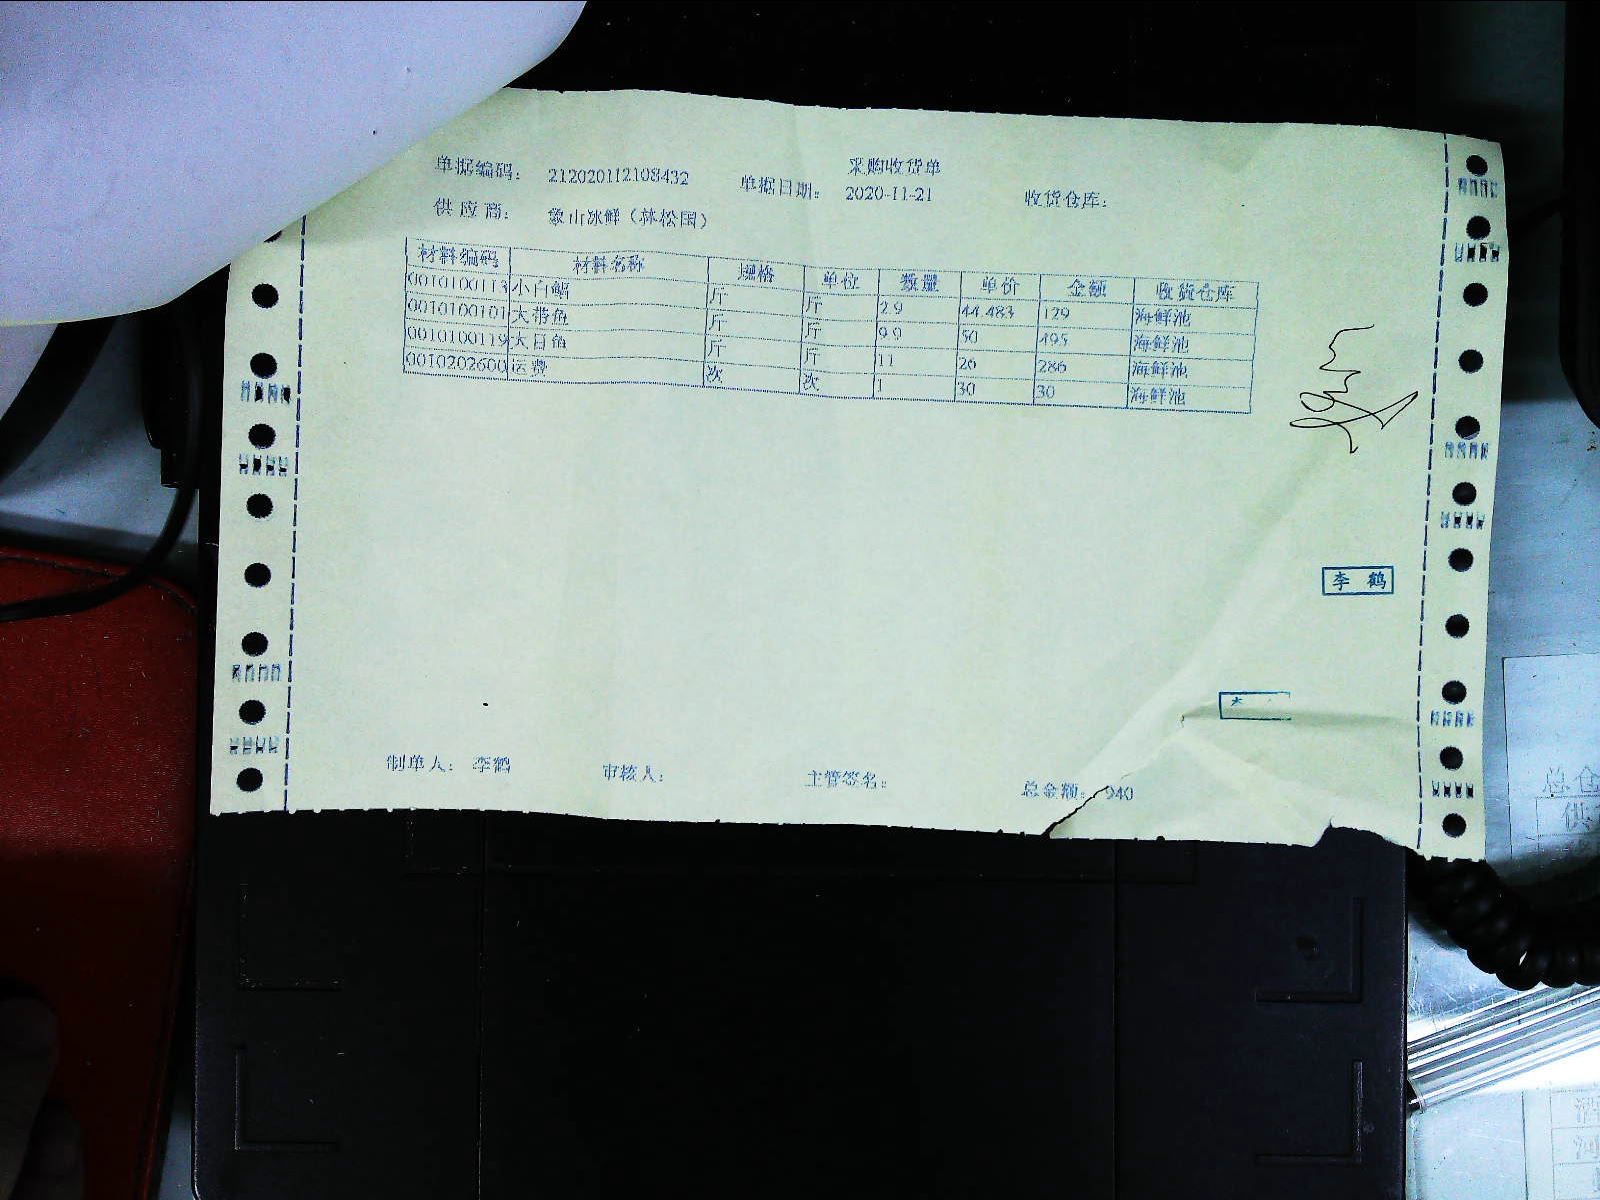 采购收货单
单据编码: 212020112108432 单据日期: 2020-11-21 收货仓库:
供应商: 象山冰鲜(林松国)
材料编码 材料名称 规格 单位 数量 单价 金额 收货仓库
0010100113 小白鲳 斤 斤 2.9 44.483 129 海鲜池
0010100101 大带鱼 斤 斤 9.9 50 495 海鲜池
0010100119 大目鱼 斤 斤 11 26 286 海鲜池
0010202600 运费 次 次 1 30 30 海鲜池
李鹤
制单人: 李鹤 审核人: 主管签名: 总金额: 940
总仓
供